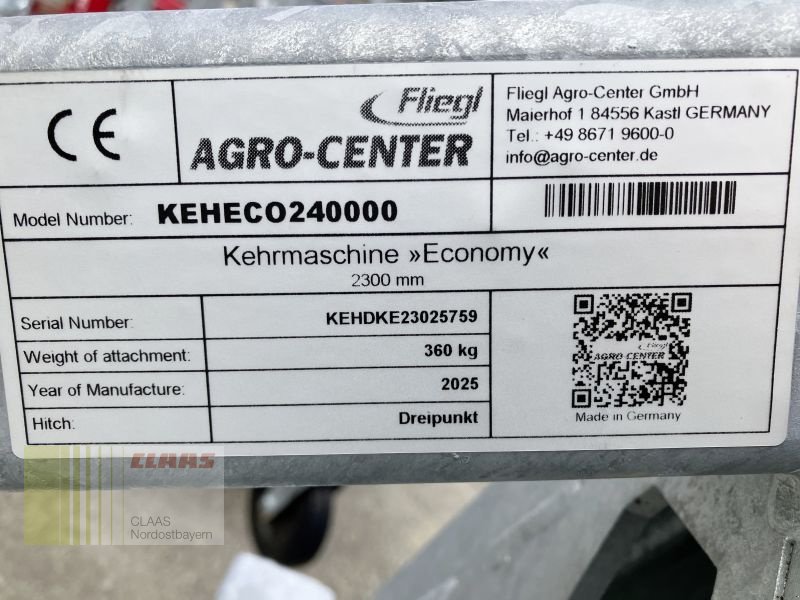 CE
Fliegl
AGRO-CENTER
Fliegl Agro-Center GmbH
Maierhof 1 84556 Kastl GERMANY
Tel.: +49 8671 9600-0
info@agro-center.de
Model Number: KEHECO240000
Kehrmaschine »Economy«
2300 mm
Serial Number: KEHDKE23025759
Weight of attachment: 360 kg
Year of Manufacture: 2025
Hitch: Dreipunkt
Fliegl
AGRO-CENTER
Made in Germany
CLAAS
CLAAS
Nordostbayern